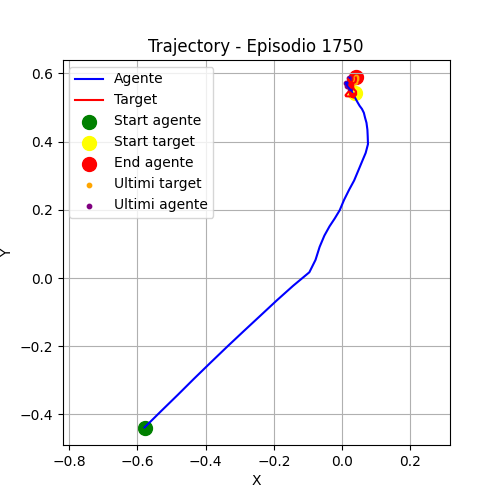 Trajectory - Episodio 1750
Agente
Target
Start agente
Start target
End agente
Ultimi target
Ultimi agente
0.6
0.4
0.2
0.0
−0.2
−0.4
Y
−0.8
−0.6
−0.4
−0.2
0.0
0.2
X